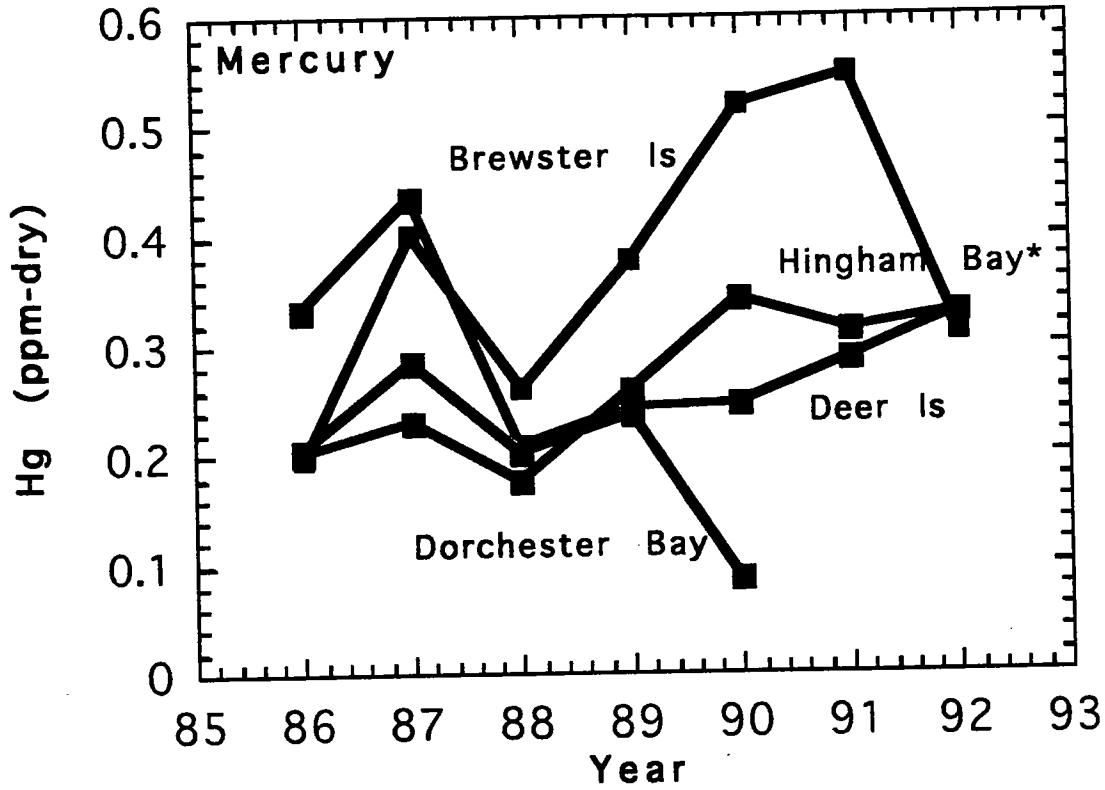 0.6
Mercury
0.5
Brewster Is
0.4
Hingham Bay*
0.3
Deer Is
0.2
Dorchester Bay
0.1
0
85 86 87 88 89 90 91 92 93
Year
Hg (ppm-dry)